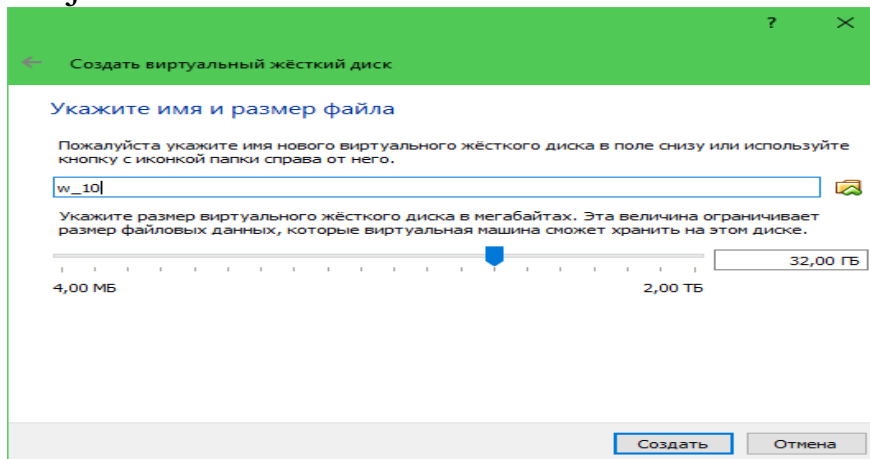 ?
Создать виртуальный жёсткий диск
Укажите имя и размер файла
Пожалуйста укажите имя нового виртуального жёсткого диска в поле снизу или используйте
кнопку с иконкой папки справа от него.
w_10
Укажите размер виртуального жёсткого диска в мегабайтах. Эта величина ограничивает
размер файловых данных, которые виртуальная машина сможет хранить на этом диске.
32,00 ГБ
4,00 МБ 2,00 ТБ
Создать Отмена